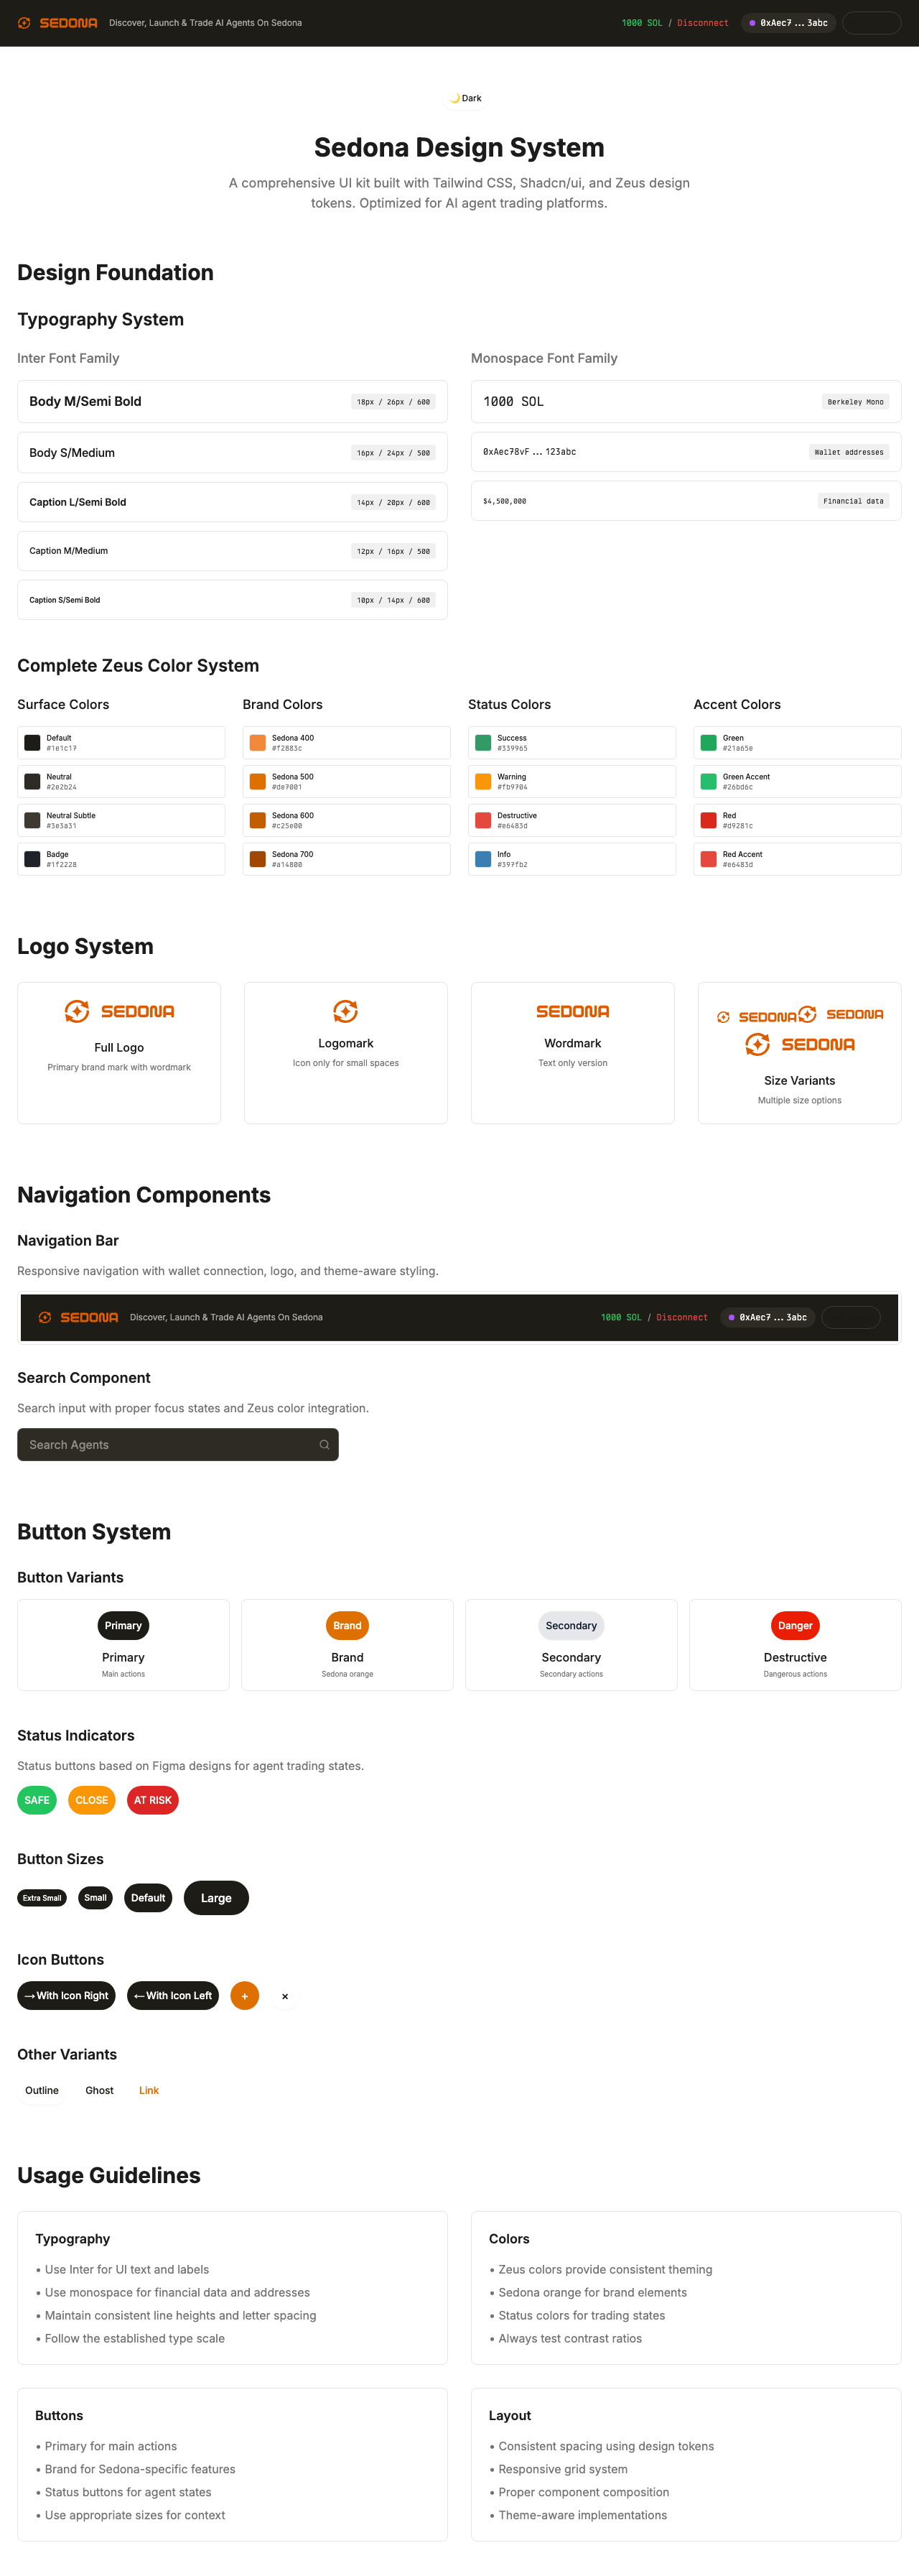 SEDONA Discover, Launch & Trade AI Agents On Sedona 1000 SOL / Disconnect 0xAec7...3abc
🌙 Dark
Sedona Design System
A comprehensive UI kit built with Tailwind CSS, Shadcn/ui, and Zeus design
tokens. Optimized for AI agent trading platforms.
Design Foundation
Typography System
Inter Font Family
Body M/Semi Bold 18px / 26px / 600
Body S/Medium 16px / 24px / 500
Caption L/Semi Bold 14px / 20px / 600
Caption M/Medium 12px / 16px / 500
Caption S/Semi Bold 10px / 14px / 600
Monospace Font Family
1000 SOL Berkeley Mono
0xAec78vF...123abc Wallet addresses
$4,500,000 Financial data
Complete Zeus Color System
Surface Colors
Default
#1e1c17
Neutral
#2e2b24
Neutral Subtle
#3e3a31
Badge
#1f2228
Brand Colors
Sedona 400
#f2883c
Sedona 500
#de7001
Sedona 600
#c25e00
Sedona 700
#a14800
Status Colors
Success
#339965
Warning
#fb9704
Destructive
#e6483d
Info
#397fb2
Accent Colors
Green
#21a65e
Green Accent
#26bd6c
Red
#d9281c
Red Accent
#e6483d
Logo System
SEDONA
Full Logo
Primary brand mark with wordmark
Logomark
Icon only for small spaces
SEDONA
Wordmark
Text only version
SEDONA SEDONA
SEDONA
Size Variants
Multiple size options
Navigation Components
Navigation Bar
Responsive navigation with wallet connection, logo, and theme-aware styling.
SEDONA Discover, Launch & Trade AI Agents On Sedona 1000 SOL / Disconnect 0xAec7...3abc
Search Component
Search input with proper focus states and Zeus color integration.
Search Agents
Button System
Button Variants
Primary
Primary
Main actions
Brand
Brand
Sedona orange
Secondary
Secondary
Secondary actions
Danger
Destructive
Dangerous actions
Status Indicators
Status buttons based on Figma designs for agent trading states.
SAFE CLOSE AT RISK
Button Sizes
Extra Small Small Default Large
Icon Buttons
→ With Icon Right ← With Icon Left + ×
Other Variants
Outline Ghost Link
Usage Guidelines
Typography
• Use Inter for UI text and labels
• Use monospace for financial data and addresses
• Maintain consistent line heights and letter spacing
• Follow the established type scale
Colors
• Zeus colors provide consistent theming
• Sedona orange for brand elements
• Status colors for trading states
• Always test contrast ratios
Buttons
• Primary for main actions
• Brand for Sedona-specific features
• Status buttons for agent states
• Use appropriate sizes for context
Layout
• Consistent spacing using design tokens
• Responsive grid system
• Proper component composition
• Theme-aware implementations